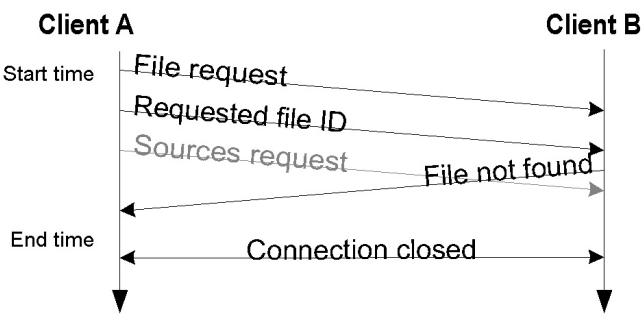 Client A
Client B
Start time
File request
Requested file ID
Sources request
File not found
End time
Connection closed